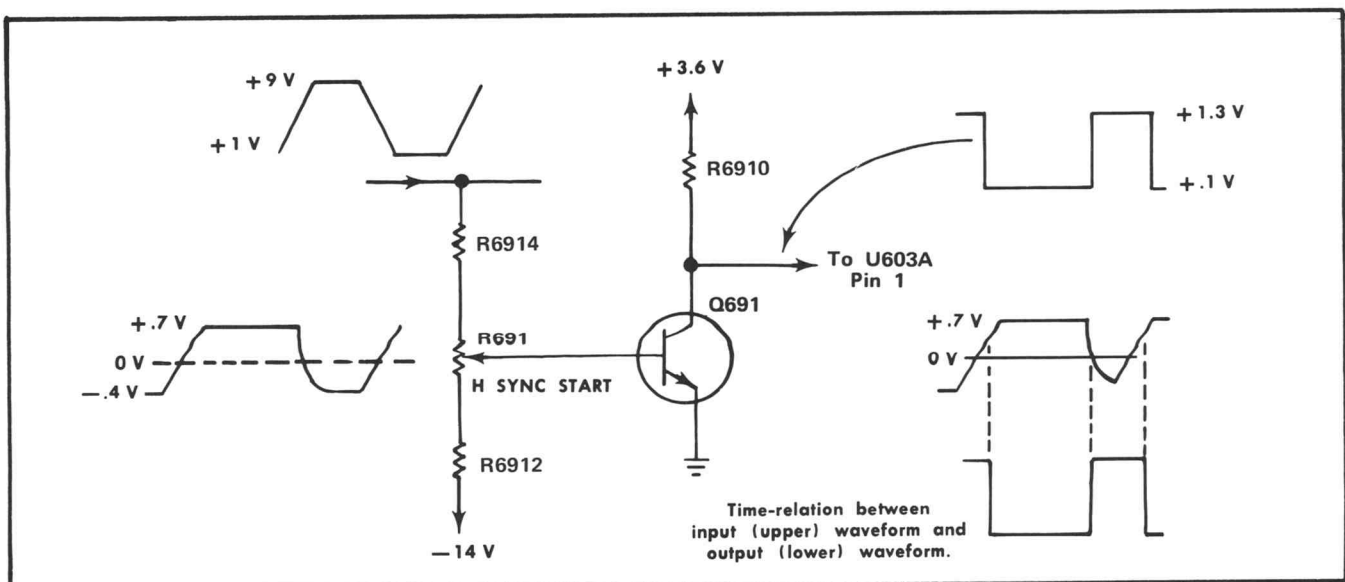 +9 V
+1 V
+3.6 V
R6910
+1.3 V
+.1 V
R6914
To U603A
Pin 1
Q691
+.7 V
0 V
−.4 V
R691
H SYNC START
+.7 V
0 V
R6912
−14 V
Time-relation between
input (upper) waveform and
output (lower) waveform.